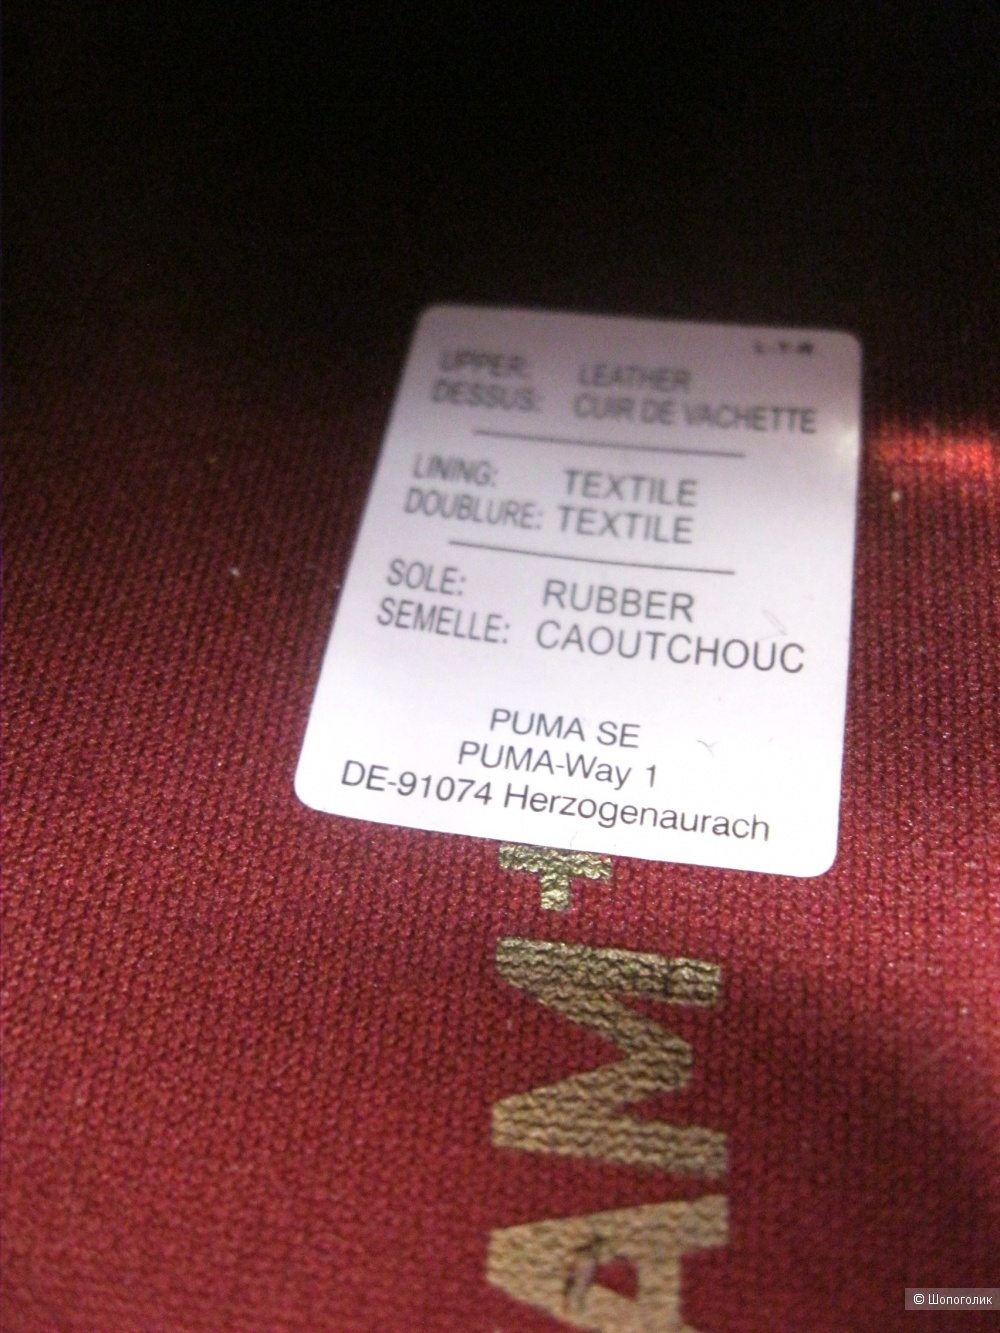 L-T-R
UPPER: LEATHER
DESSUS: CUIR DE VACHETTE
LINING: TEXTILE
DOUBLURE: TEXTILE
SOLE: RUBBER
SEMELLE: CAOUTCHOUC
PUMA SE
PUMA-Way 1
DE-91074 Herzogenaurach
AM+
© Шопоголик